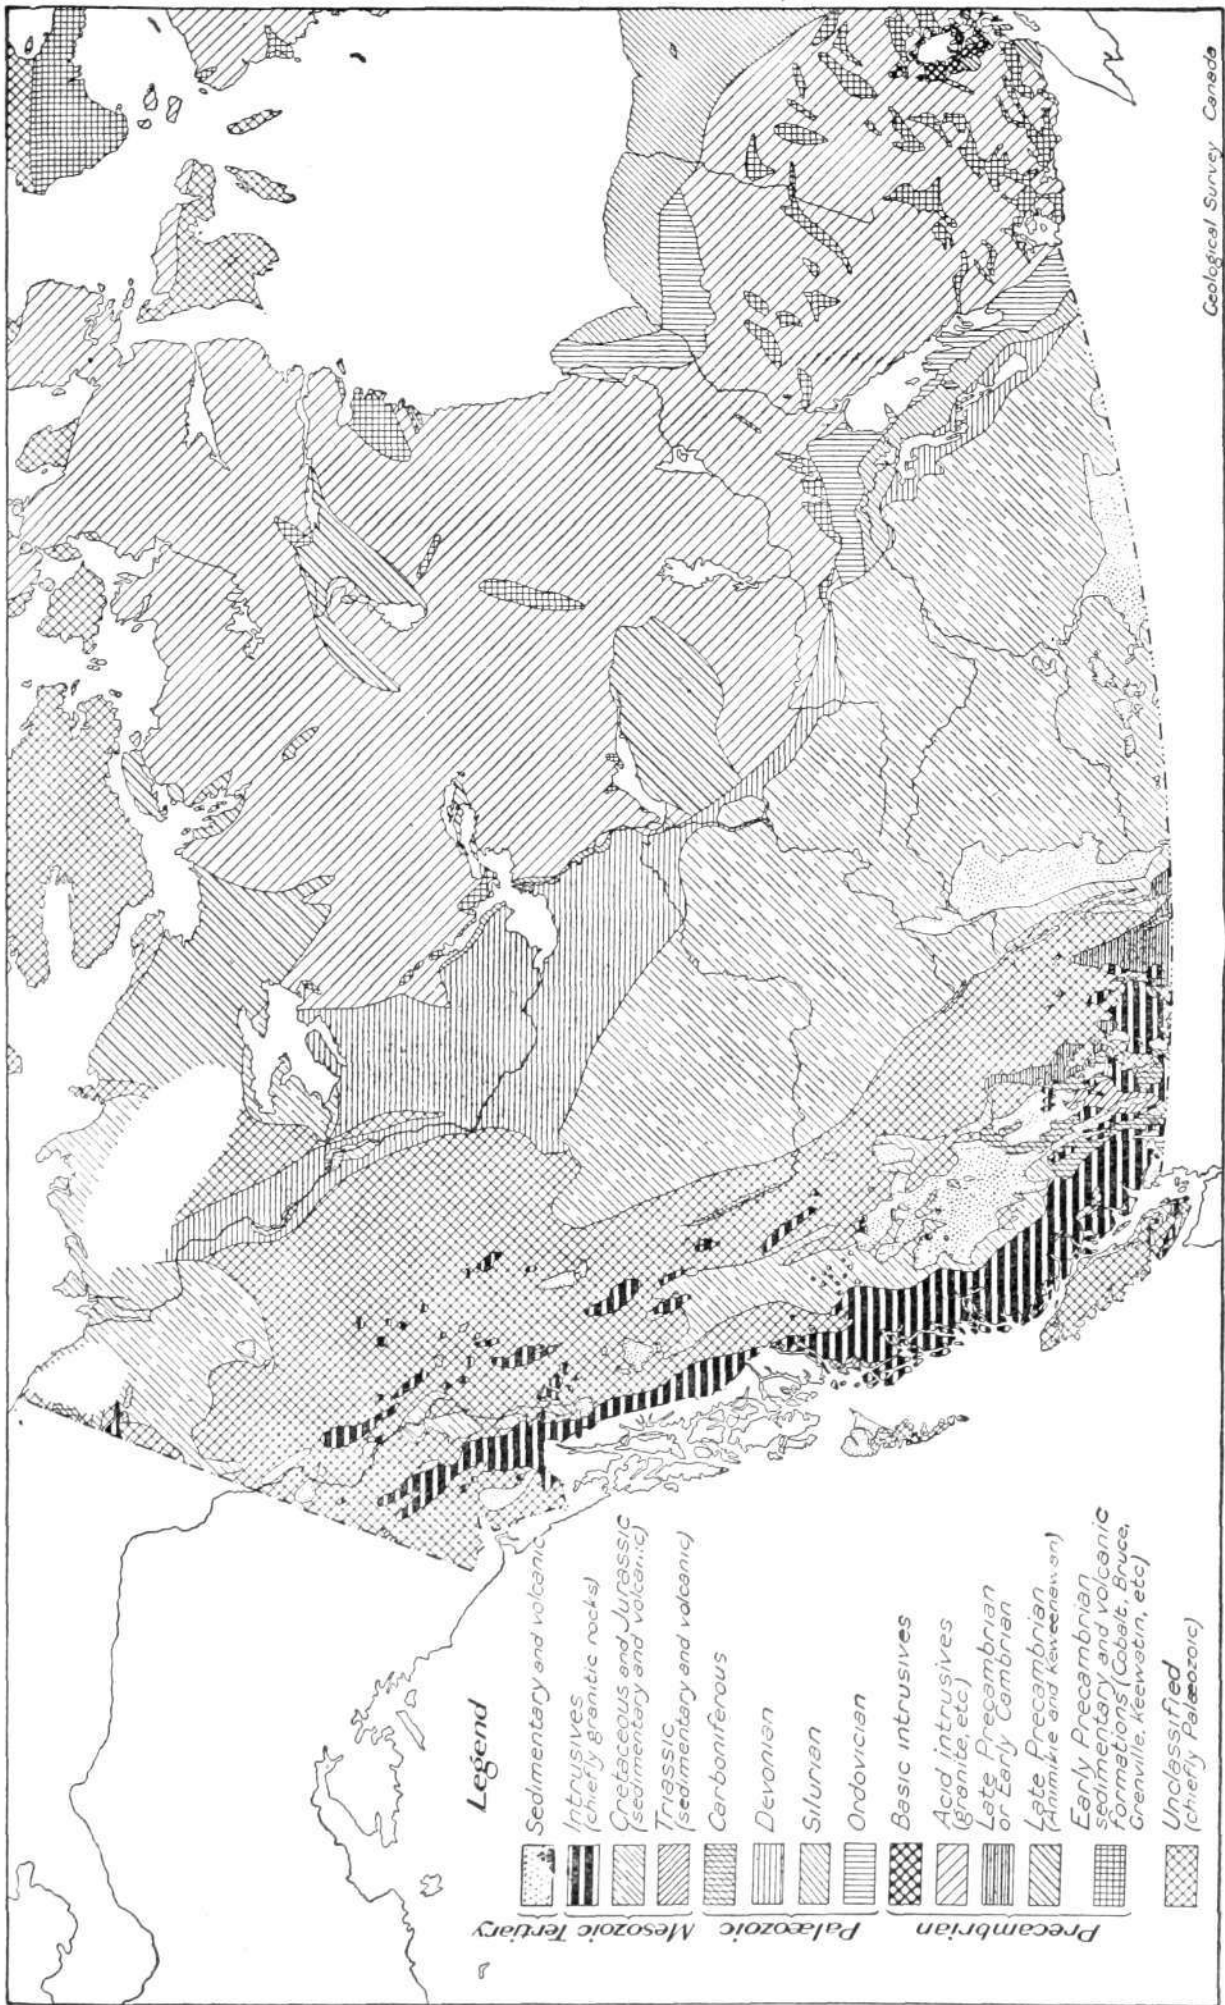 Legend
Tertiary
Sedimentary and volcanic
Intrusives
(chiefly granitic rocks)
Mesozoic
Cretaceous and Jurassic
(sedimentary and volcanic)
Triassic
(sedimentary and volcanic)
Palæozoic
Carboniferous
Devonian
Silurian
Ordovician
Precambrian
Basic intrusives
Acid intrusives
(granite, etc)
Late Precambrian
or Early Cambrian
Late Precambrian
(Animikie and Keweenawan)
Early Precambrian
sedimentary and volcanic
formations (Cobalt, Bruce,
Grenville, Keewatin, etc)
Unclassified
(chiefly Palæozoic)
Geological Survey Canada